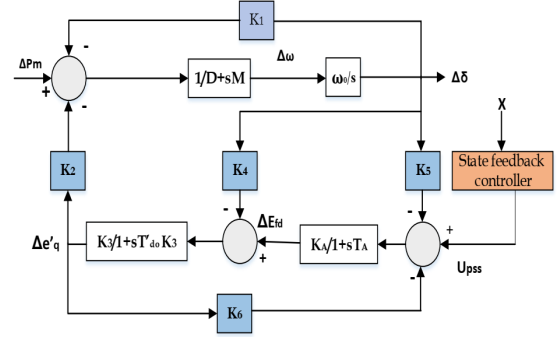 K1
-
Δω
ΔPm
+
-
1/D+sM
ω0/s
Δδ
X
K2
K4
K5
State feedback
controller
-
-
ΔEfd
+
Δe'q
K3/1+sT'do K3
+
KA/1+sTA
-
Upss
K6